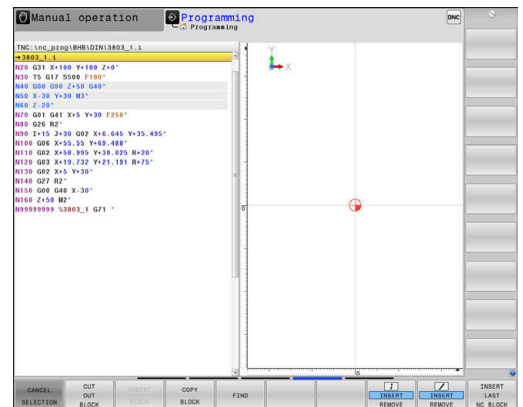 Manual operation
Programming
Programming
DNC
TNC:\nc_prog\BHB\DIN\3803_1.i
→3803_1.i
N20 G31 X+100 Y+100 Z+0*
N30 T5 G17 S500 F100*
N40 G00 G90 Z+50 G40*
N50 X-30 Y+30 M3*
N60 Z-20*
N70 G01 G41 X+5 Y+30 F250*
N80 G26 R2*
N90 I+15 J+30 G02 X+6.645 Y+35.495*
N100 G06 X+55.55 Y+69.488*
N110 G02 X+58.995 Y+30.025 R+20*
N120 G03 X+19.732 Y+21.191 R+75*
N130 G02 X+5 Y+30*
N140 G27 R2*
N150 G00 G40 X-30*
N160 Z+50 M2*
N99999999 %3803_1 G71 *
Y
X
0
0
CANCEL
SELECTION
CUT
OUT
BLOCK
INSERT
BLOCK
COPY
BLOCK
FIND
INSERT
REMOVE
INSERT
REMOVE
INSERT
LAST
NC BLOCK